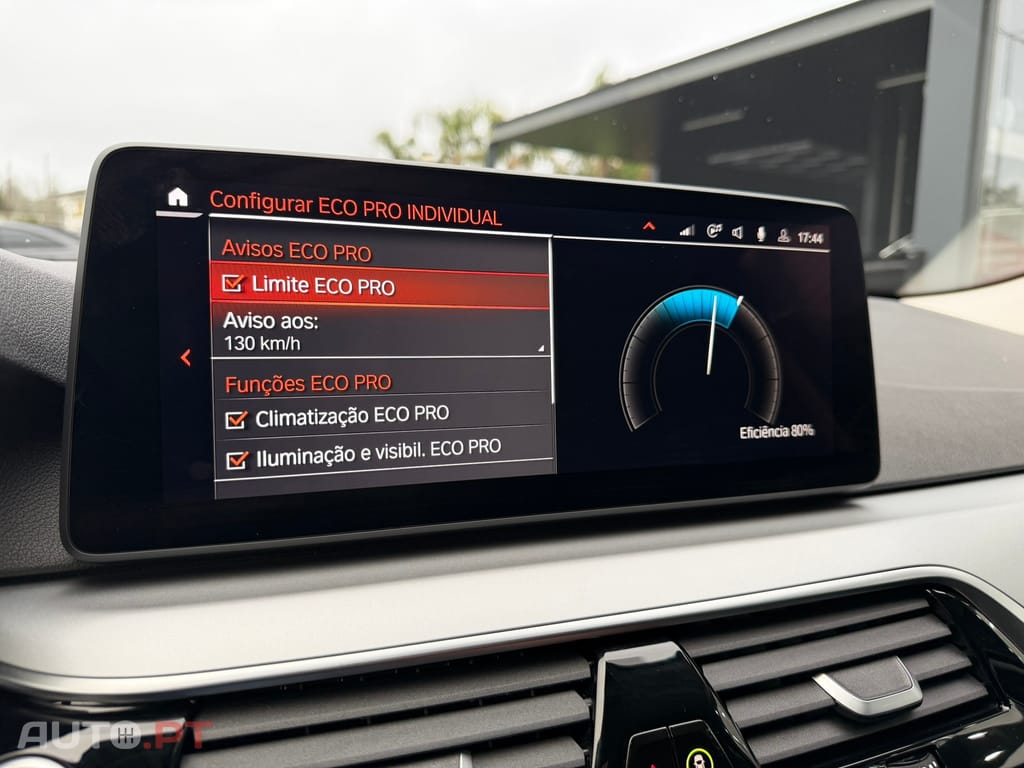 Configurar ECO PRO INDIVIDUAL
17:44
Avisos ECO PRO
Limite ECO PRO
Aviso aos:
130 km/h
Funções ECO PRO
Climatização ECO PRO
Iluminação e visibil. ECO PRO
Eficiência 80%
AUTO.PT